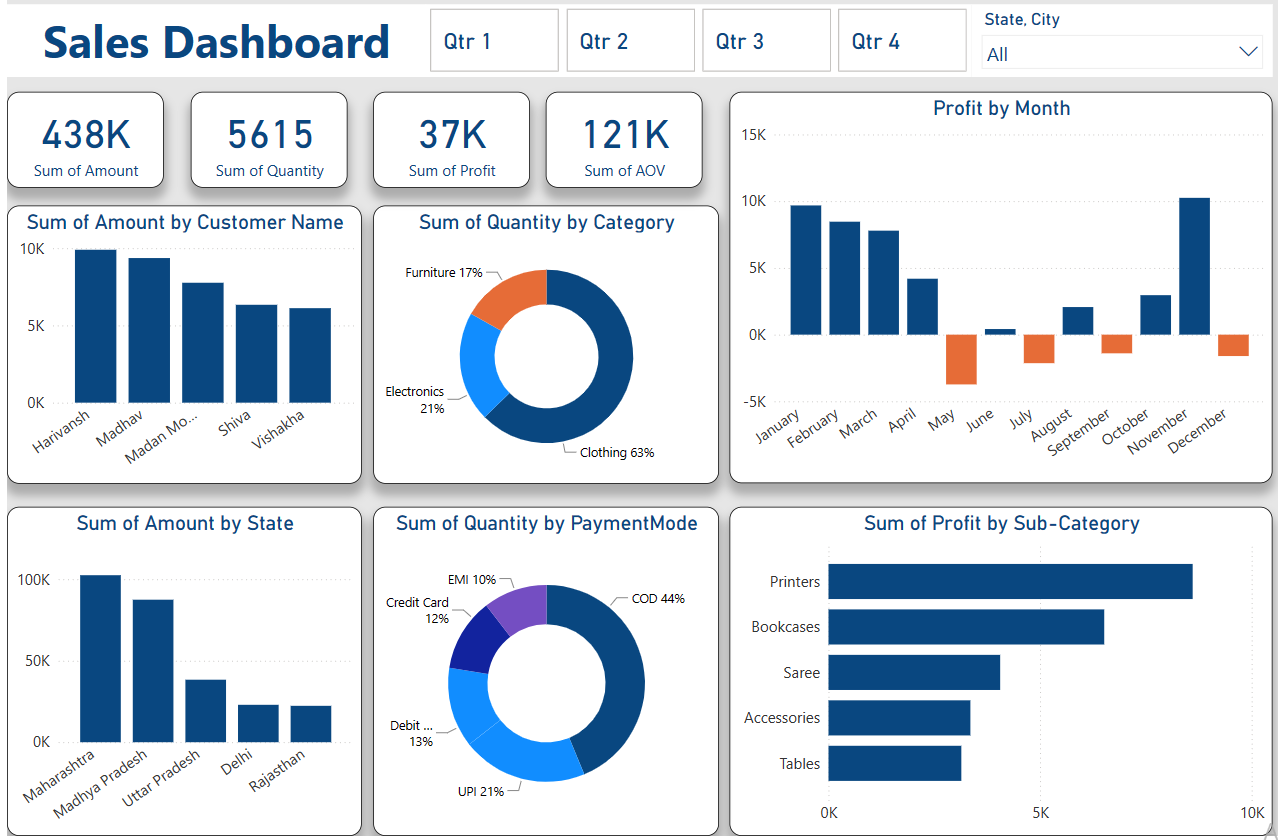 Sales Dashboard
Qtr 1
Qtr 2
Qtr 3
Qtr 4
State, City
All
438K
Sum of Amount
5615
Sum of Quantity
37K
Sum of Profit
121K
Sum of AOV
Profit by Month
15K
10K
5K
0K
-5K
January
February
March
April
May
June
July
August
September
October
November
December
Sum of Amount by Customer Name
10K
5K
0K
Harivansh
Madhav
Madan Mo...
Shiva
Vishakha
Sum of Quantity by Category
Furniture 17%
Electronics
21%
Clothing 63%
Sum of Amount by State
100K
50K
0K
Maharashtra
Madhya Pradesh
Uttar Pradesh
Delhi
Rajasthan
Sum of Quantity by PaymentMode
EMI 10%
COD 44%
Credit Card
12%
Debit ...
13%
UPI 21%
Sum of Profit by Sub-Category
Printers
Bookcases
Saree
Accessories
Tables
0K
5K
10K